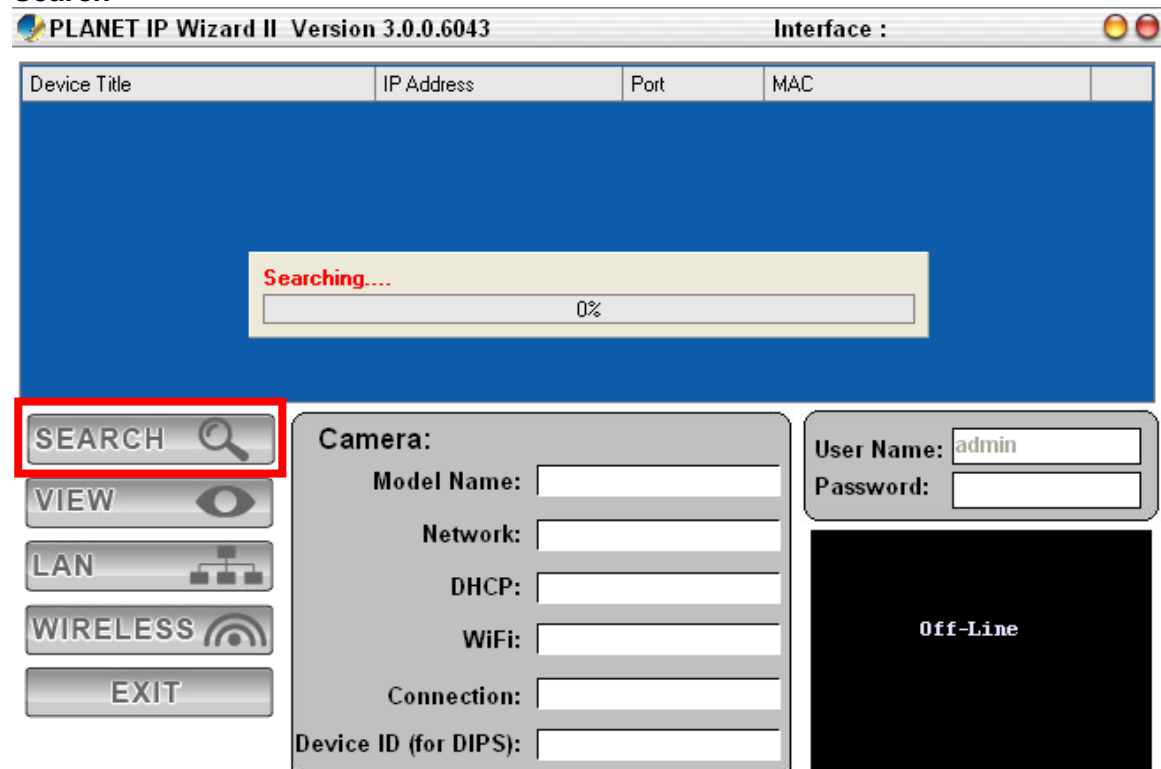 Search
PLANET IP Wizard II Version 3.0.0.6043 Interface :
Device Title IP Address Port MAC
Searching....
0%
SEARCH
VIEW
LAN
WIRELESS
EXIT
Camera:
Model Name:
Network:
DHCP:
WiFi:
Connection:
Device ID (for DIPS):
User Name: admin
Password:
Off-Line